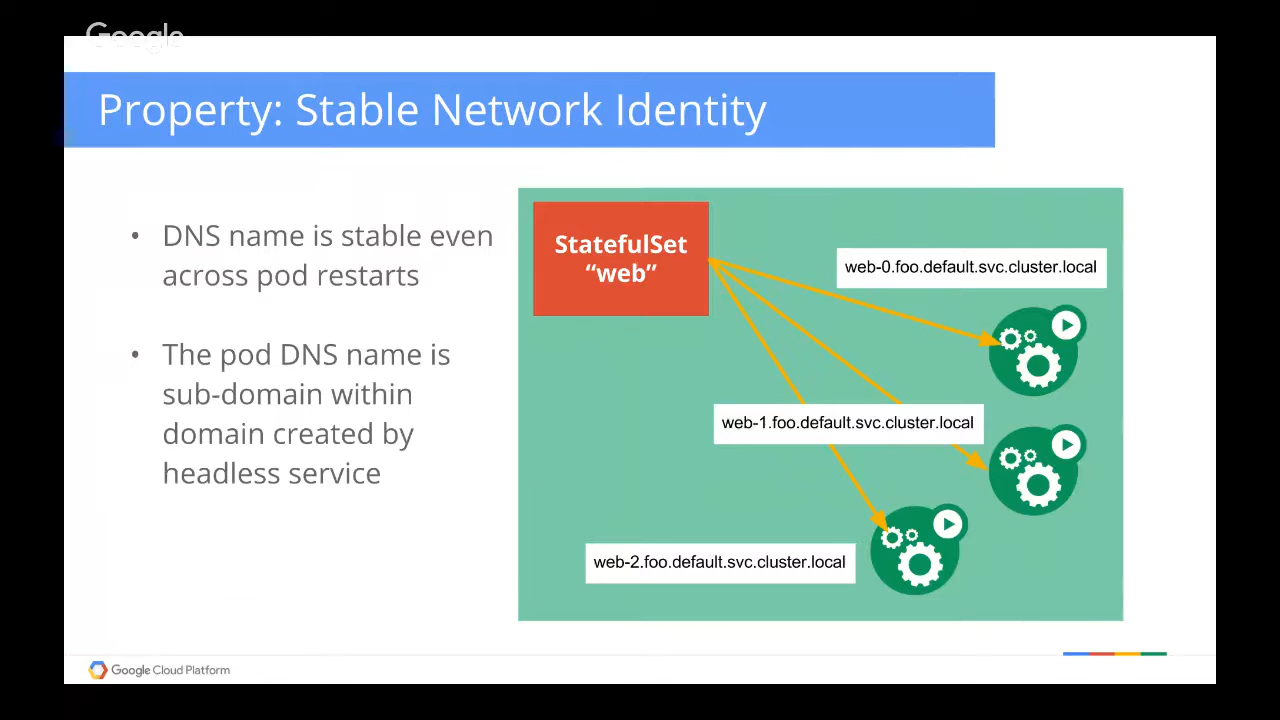 Google
Property: Stable Network Identity
• DNS name is stable even
across pod restarts
• The pod DNS name is
sub-domain within
domain created by
headless service
StatefulSet
“web”
web-0.foo.default.svc.cluster.local
web-1.foo.default.svc.cluster.local
web-2.foo.default.svc.cluster.local
Google Cloud Platform